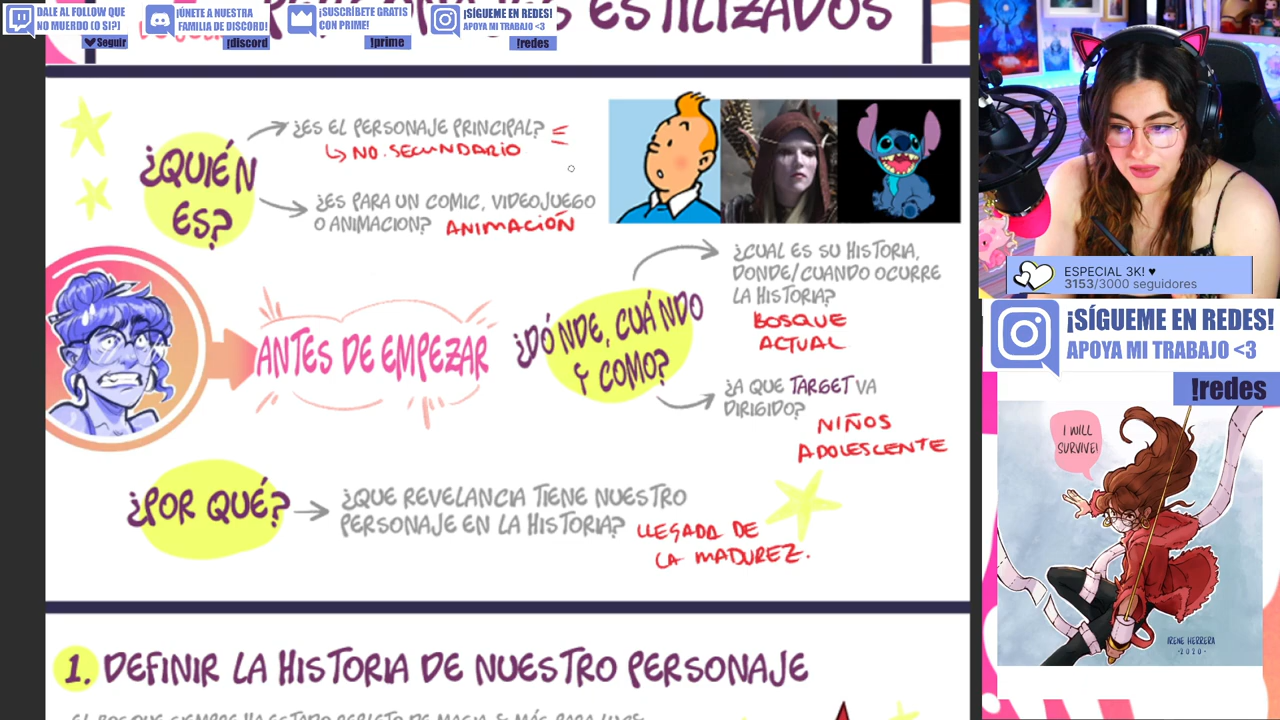 DALE AL FOLLOW QUE
NO MUERDO (O SI?)
Seguir
¡ÚNETE A NUESTRA
FAMILIA DE DISCORD!
!discord
¡SUSCRÍBETE GRATIS
CON PRIME!
!prime
¡SÍGUEME EN REDES!
APOYA MI TRABAJO <3
!redes
ESTILIZADOS
¿QUIÉN
ES?
¿ES EL PERSONAJE PRINCIPAL?
NO. SECUNDARIO
¿ES PARA UN COMIC, VIDEOJUEGO
O ANIMACION?
ANIMACIÓN
ANTES DE EMPEZAR
¿DÓNDE, CUÁNDO
Y COMO?
¿CUAL ES SU HISTORIA,
DONDE/CUANDO OCURRE
LA HISTORIA?
BOSQUE
ACTUAL
¿A QUE TARGET VA
DIRIGIDO?
NIÑOS
ADOLESCENTE
¿POR QUÉ?
¿QUE REVELANCIA TIENE NUESTRO
PERSONAJE EN LA HISTORIA?
LLEGADA DE
LA MADUREZ.
1. DEFINIR LA HISTORIA DE NUESTRO PERSONAJE
ESPECIAL 3K! ♥
3153/3000 seguidores
¡SÍGUEME EN REDES!
APOYA MI TRABAJO <3
!redes
I WILL
SURVIVE!
IRENE HERRERA
·2020·